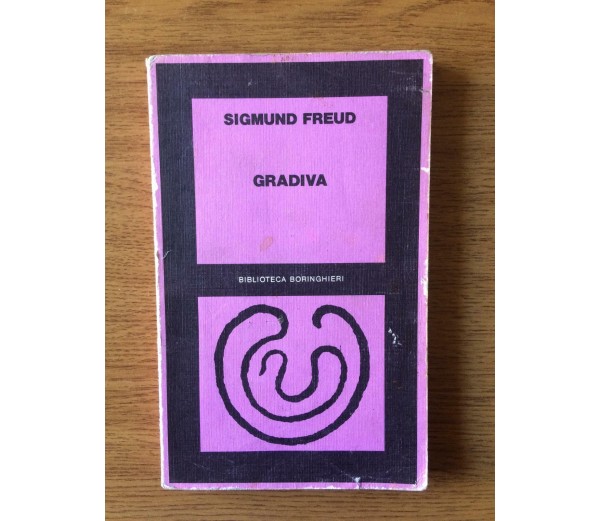 SIGMUND FREUD
GRADIVA
BIBLIOTECA BORINGHIERI